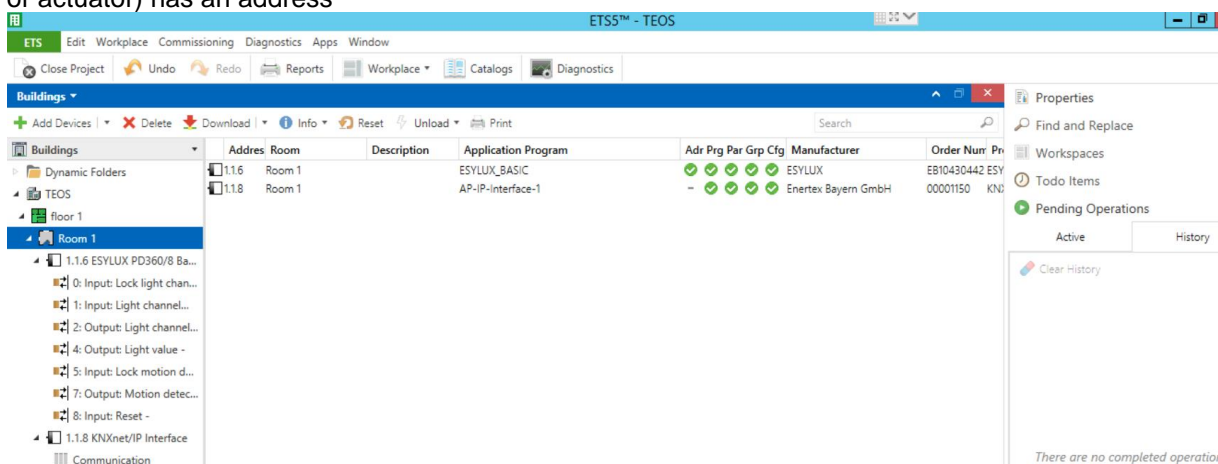 or actuator) has an address
ETS5™ - TEOS
ETS Edit Workplace Commissioning Diagnostics Apps Window
Close Project Undo Redo Reports Workplace Catalogs Diagnostics
Buildings
Add Devices Delete Download Info Reset Unload Print Search
Buildings
Dynamic Folders
TEOS
floor 1
Room 1
1.1.6 ESYLUX PD360/8 Ba...
0: Input: Lock light chan...
1: Input: Light channel...
2: Output: Light channel...
4: Output: Light value -
5: Input: Lock motion d...
7: Output: Motion detec...
8: Input: Reset -
1.1.8 KNXnet/IP Interface
Communication
Addres Room Description Application Program Adr Prg Par Grp Cfg Manufacturer Order Num Pr
1.1.6 Room 1 ESYLUX_BASIC ESYLUX EB10430442 ESY
1.1.8 Room 1 AP-IP-Interface-1 - Enertex Bayern GmbH 00001150 KN
Properties
Find and Replace
Workspaces
Todo Items
Pending Operations
Active History
Clear History
There are no completed operatio